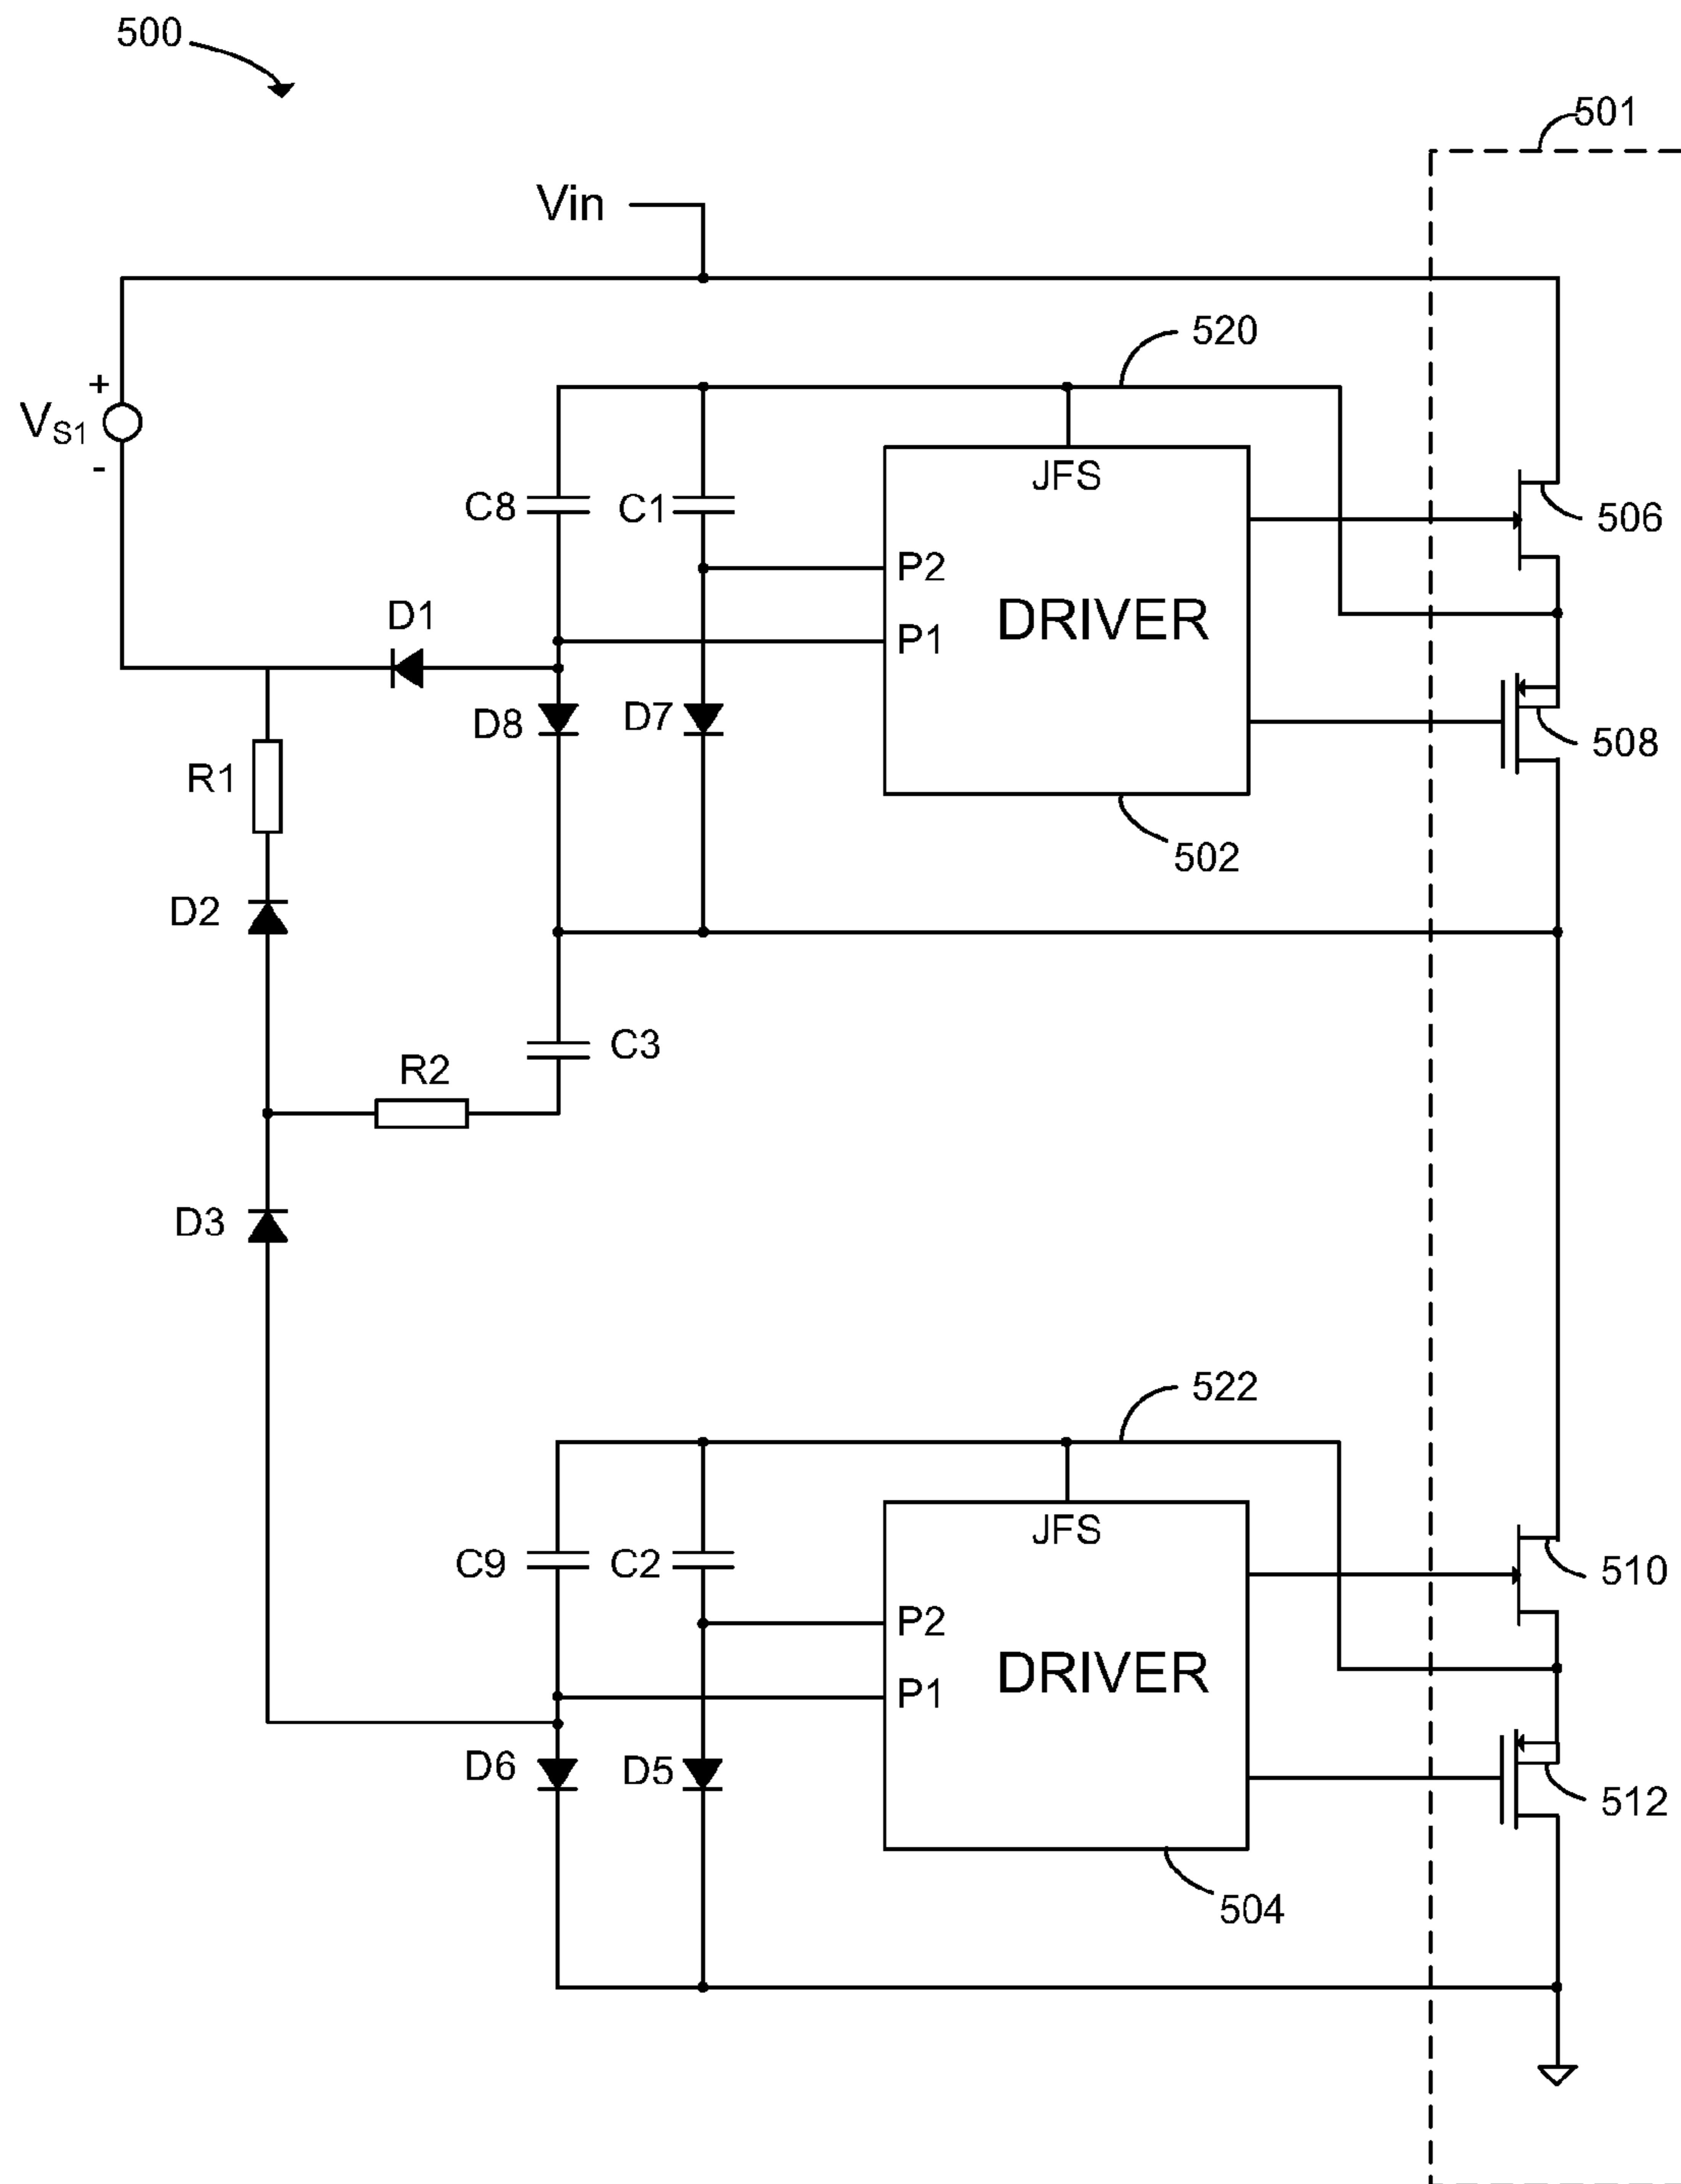 500
501
Vin
520
+
V_S1
-
JFS
C8
C1
506
P2
DRIVER
P1
D1
D8
D7
508
R1
502
D2
C3
R2
D3
522
JFS
C9
C2
510
P2
DRIVER
P1
D6
D5
512
504